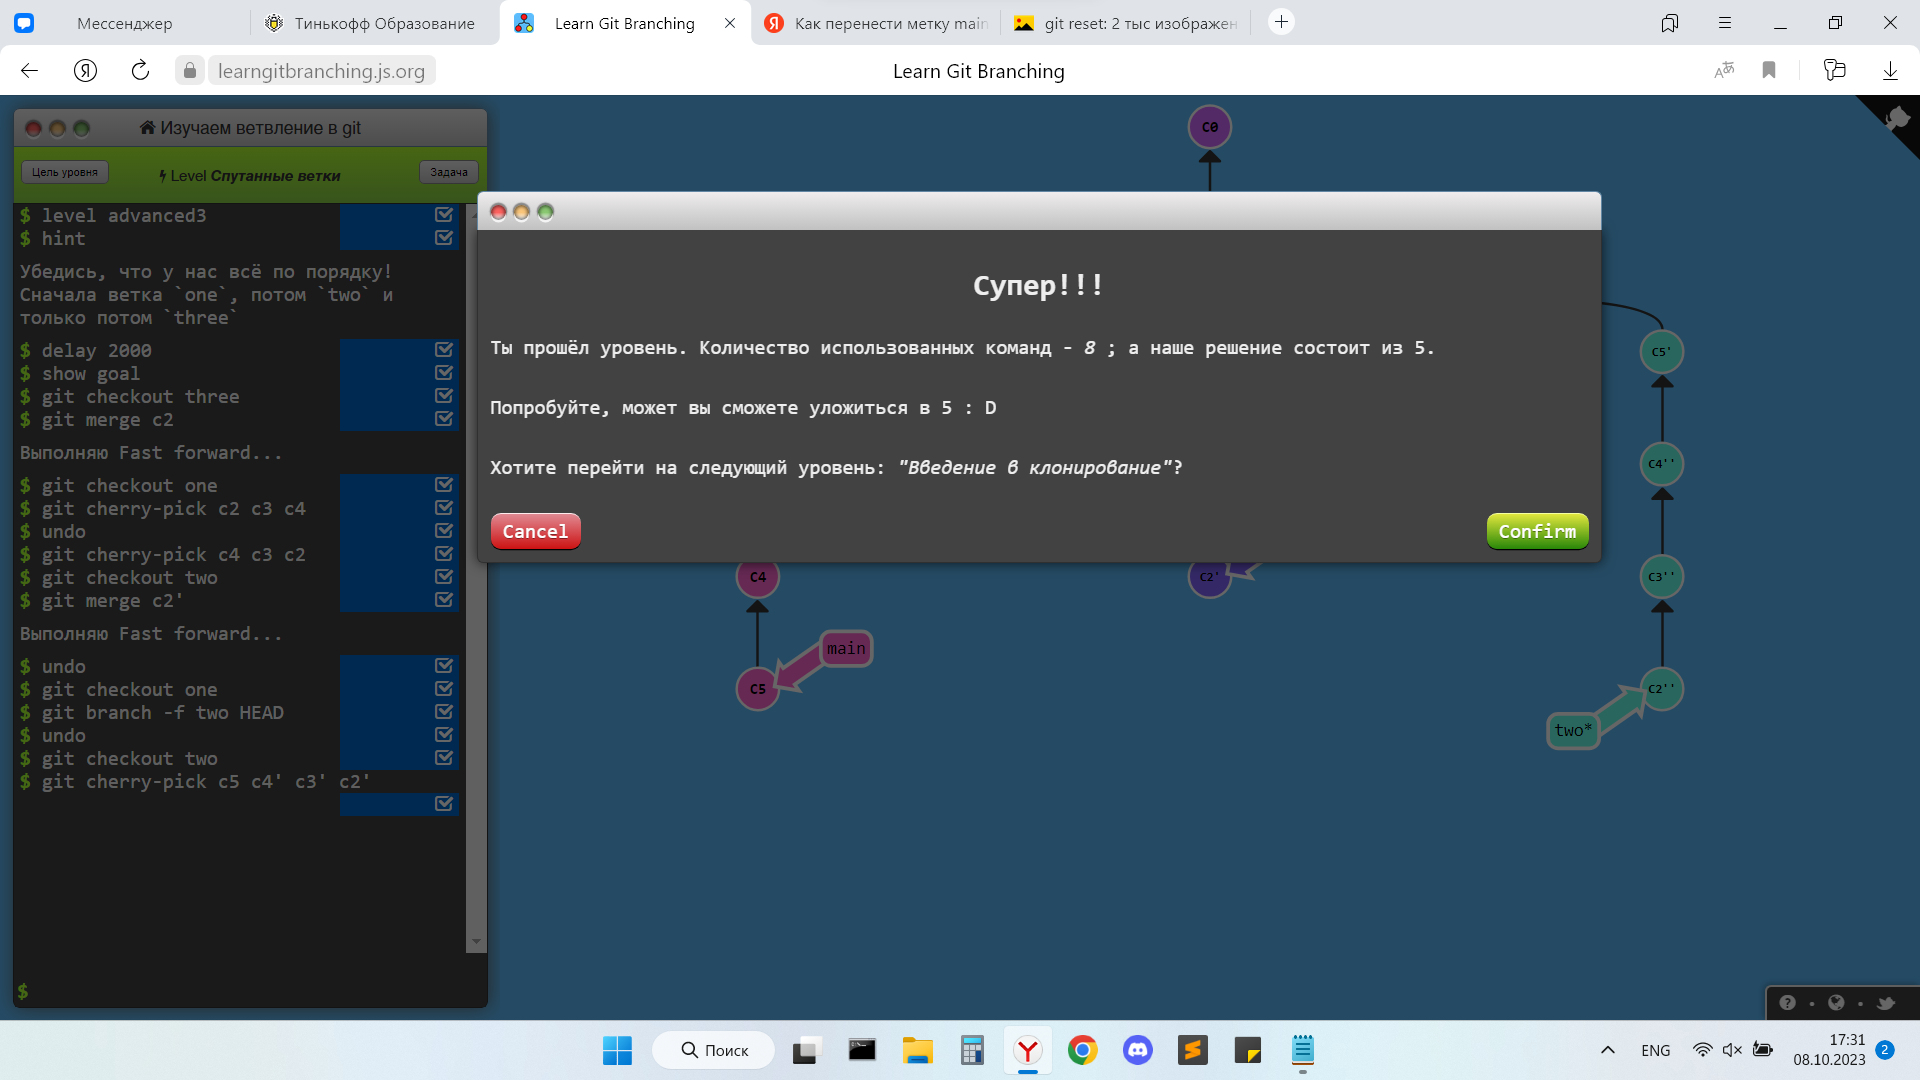 Мессенджер
Тинькофф Образование
Learn Git Branching
Как перенести метку main
git reset: 2 тыс изображен
learngitbranching.js.org
Learn Git Branching
Изучаем ветвление в git
Цель уровня
Level Спутанные ветки
Задача
$ level advanced3
$ hint
Убедись, что у нас всё по порядку!
Сначала ветка `one`, потом `two` и
только потом `three`
$ delay 2000
$ show goal
$ git checkout three
$ git merge c2
Выполняю Fast forward...
$ git checkout one
$ git cherry-pick c2 c3 c4
$ undo
$ git cherry-pick c4 c3 c2
$ git checkout two
$ git merge c2'
Выполняю Fast forward...
$ undo
$ git checkout one
$ git branch -f two HEAD
$ undo
$ git checkout two
$ git cherry-pick c5 c4' c3' c2'
$
C0
Супер!!!
Ты прошёл уровень. Количество использованных команд - 8 ; а наше решение состоит из 5.
Попробуйте, может вы сможете уложиться в 5 : D
Хотите перейти на следующий уровень: "Введение в клонирование"?
Cancel
Confirm
C5'
C4''
C4
C2'
C3''
main
C5
C2''
two*
Поиск
ENG
17:31
08.10.2023
2